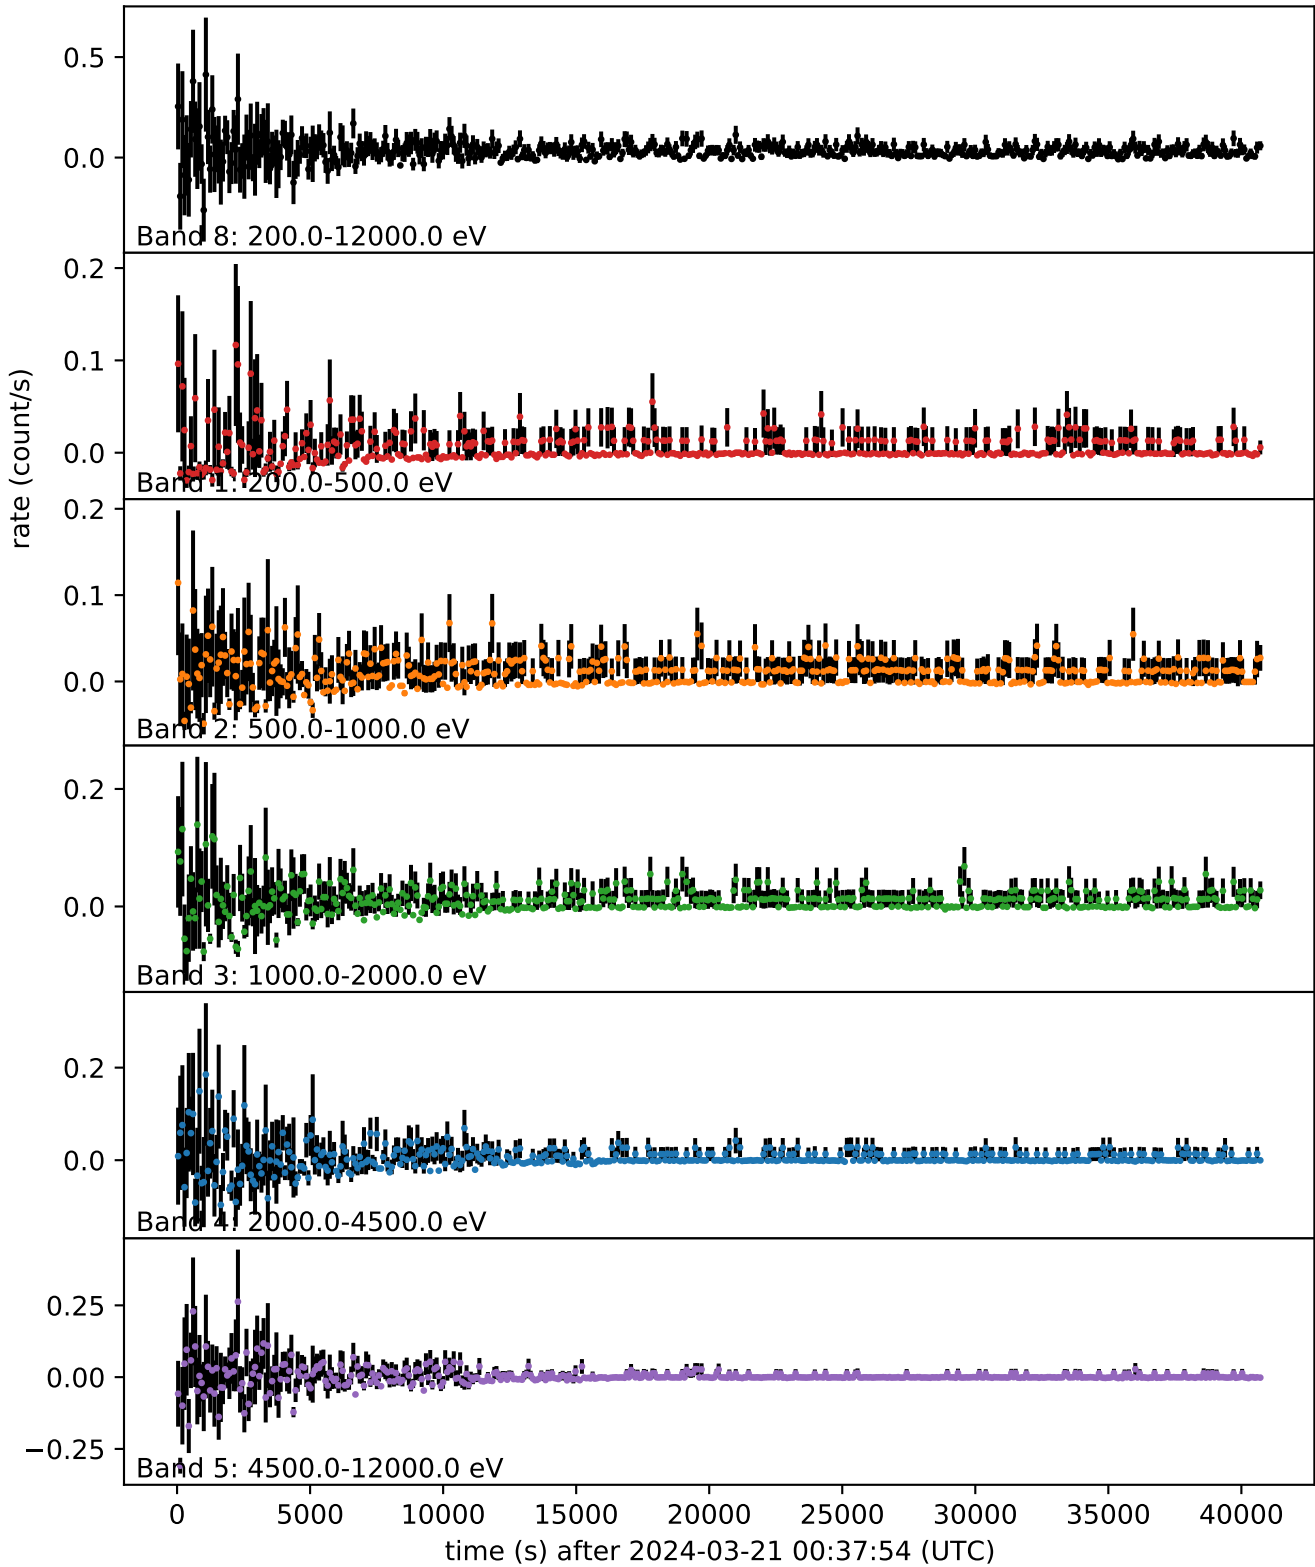 0.5
0.0
Band 8: 200.0-12000.0 eV
0.2
0.1
0.0
Band 1: 200.0-500.0 eV
rate (count/s)
0.2
0.1
0.0
Band 2: 500.0-1000.0 eV
0.2
0.0
Band 3: 1000.0-2000.0 eV
0.2
0.0
Band 4: 2000.0-4500.0 eV
0.25
0.00
−0.25
Band 5: 4500.0-12000.0 eV
0 5000 10000 15000 20000 25000 30000 35000 40000
time (s) after 2024-03-21 00:37:54 (UTC)